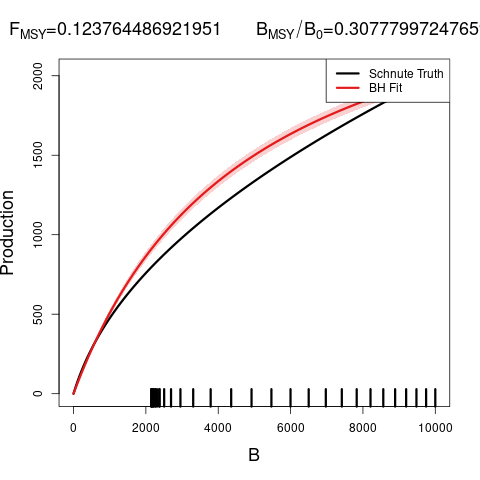 F_MSY=0.123764486921951 B_MSY/B_0=0.3077799724765
Schnute Truth
BH Fit
Production
0 500 1000 1500 2000
0 2000 4000 6000 8000 10000
B